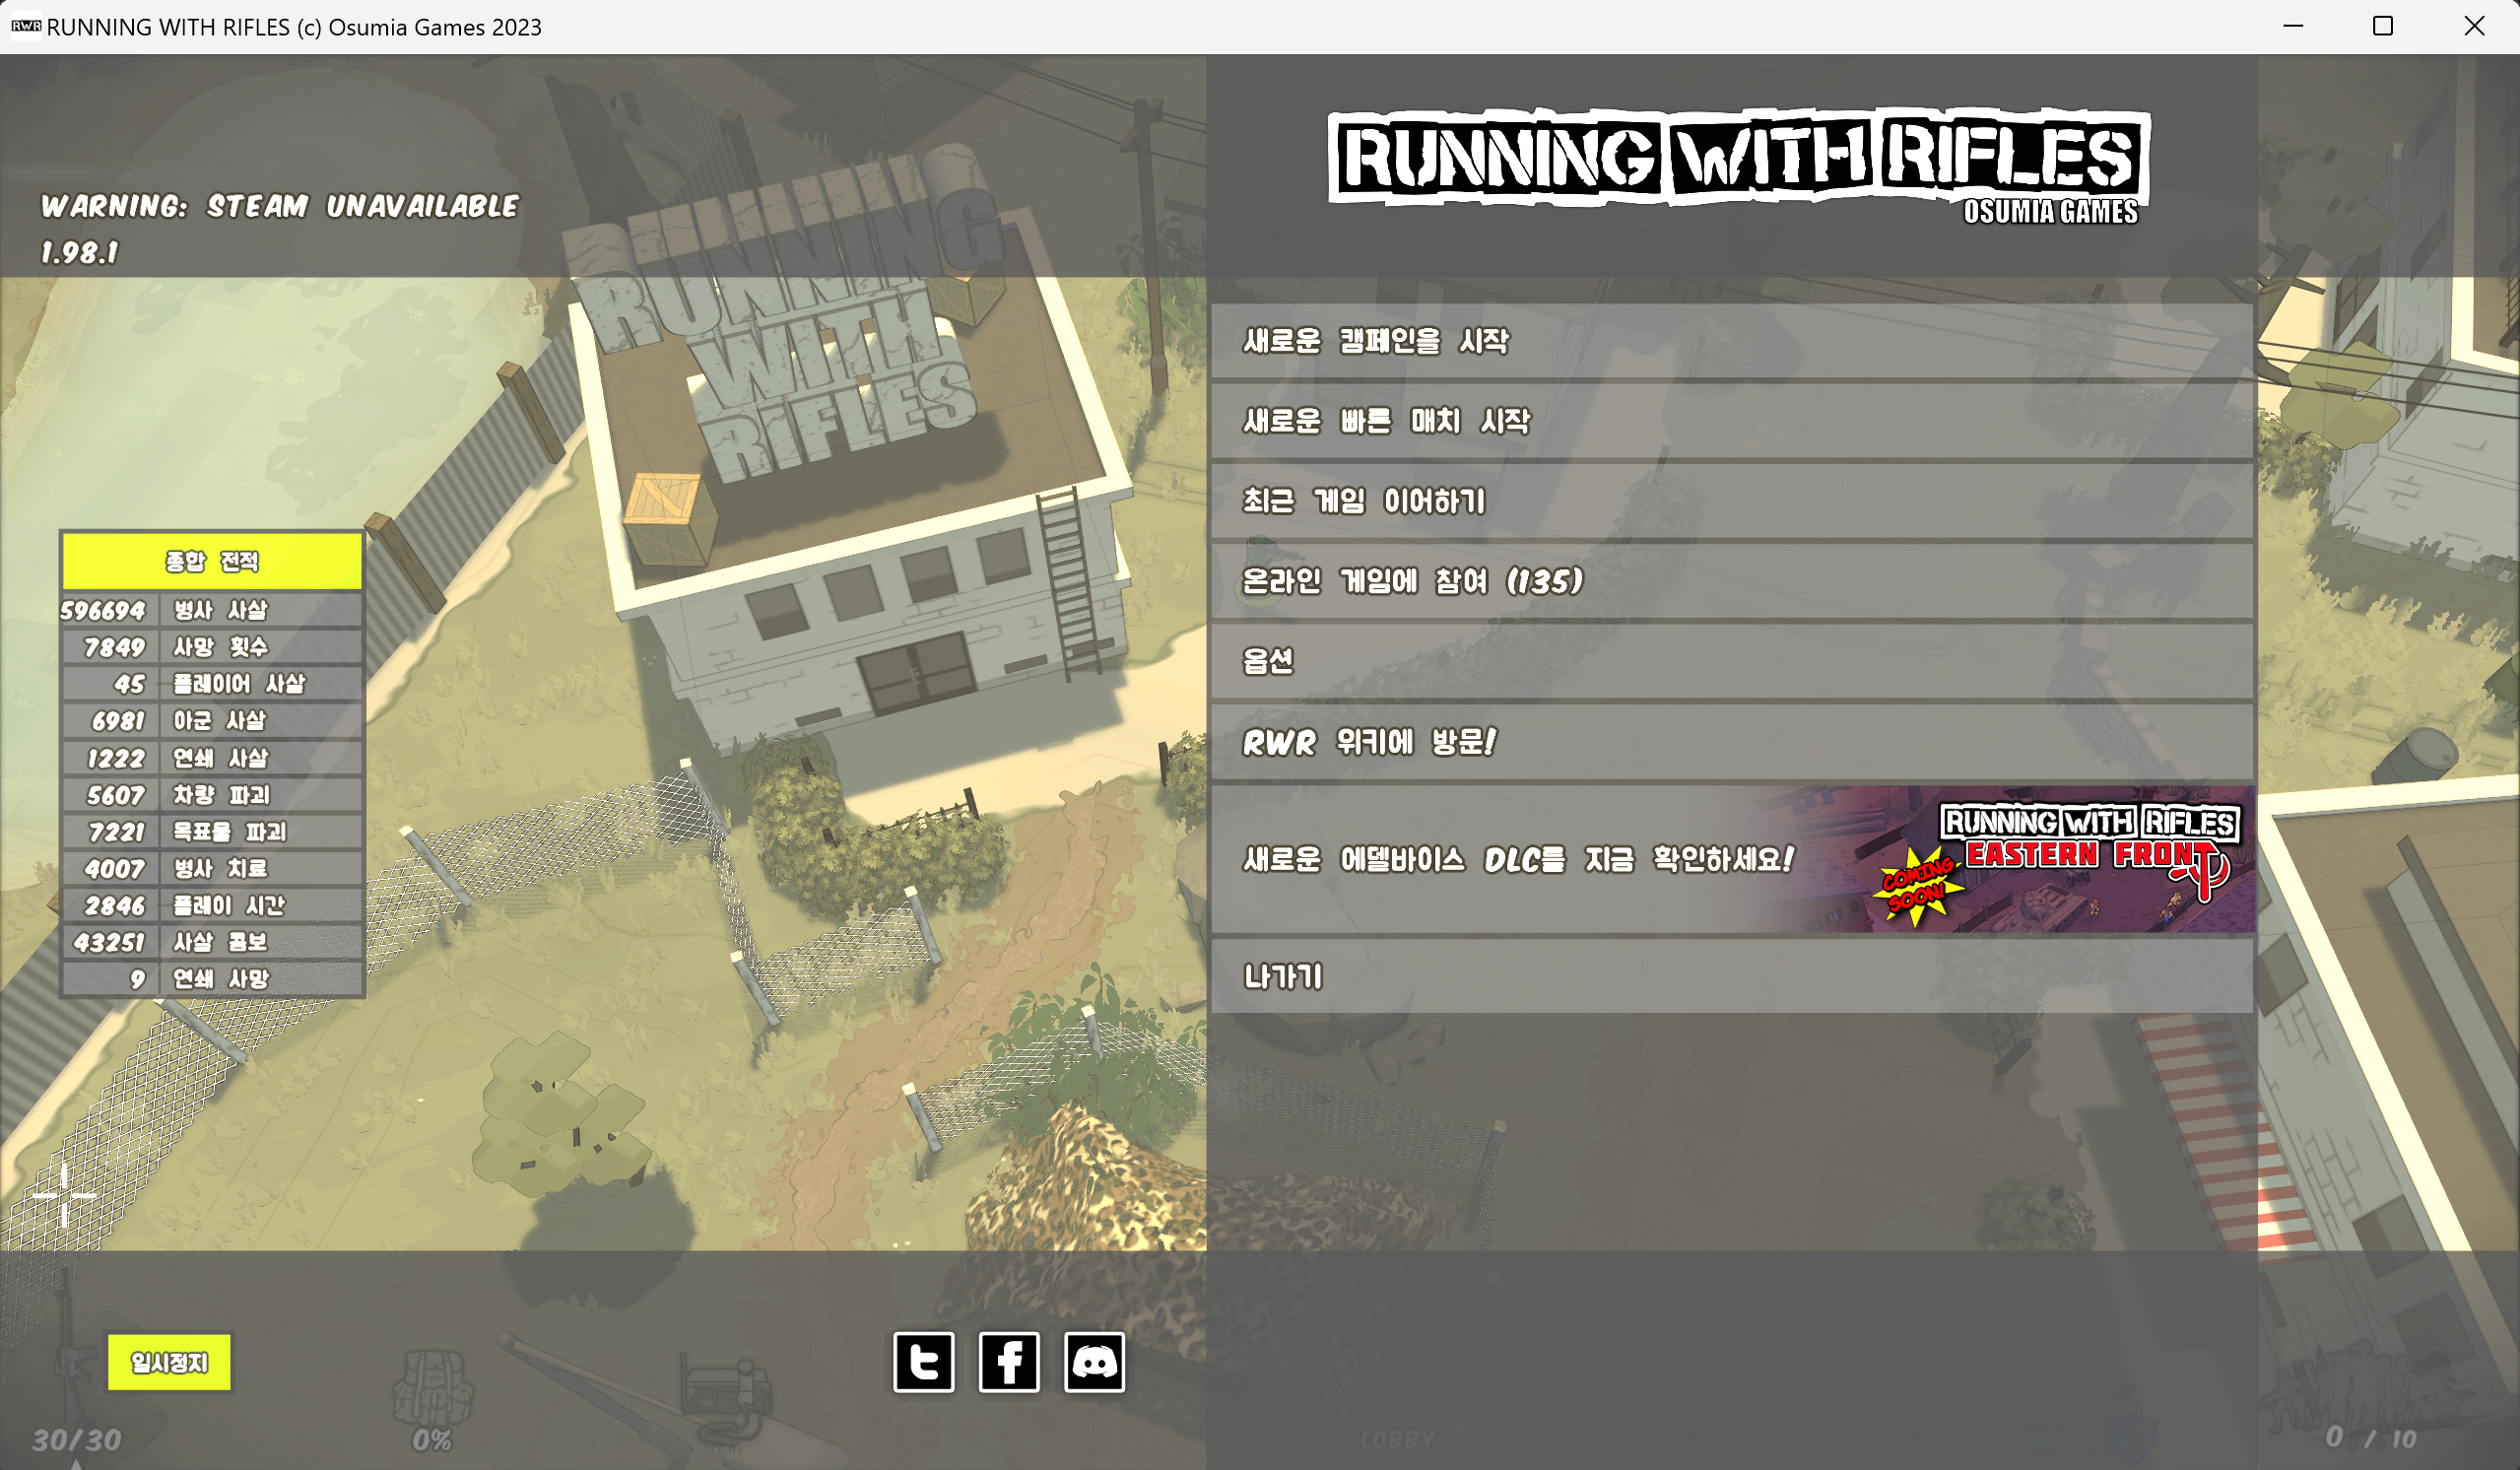 RWR RUNNING WITH RIFLES (c) Osumia Games 2023
RUNNING WITH RIFLES
OSUMIA GAMES
WARNING: STEAM UNAVAILABLE
1.98.1
RUNNING
WITH
RIFLES
종합 전적
596694 병사 사살
7849 사망 횟수
45 플레이어 사살
6981 아군 사살
1222 연쇄 사살
5607 차량 파괴
7221 목표물 파괴
4007 병사 치료
2846 플레이 시간
43251 사살 콤보
9 연쇄 사망
새로운 캠페인을 시작
새로운 빠른 매치 시작
최근 게임 이어하기
온라인 게임에 참여 (135)
옵션
RWR 위키에 방문!
새로운 에델바이스 DLC를 지금 확인하세요!
RUNNING WITH RIFLES
EASTERN FRONT
COMING
SOON!
나가기
일시정지
30/30
0%
LOBBY
0 / 10